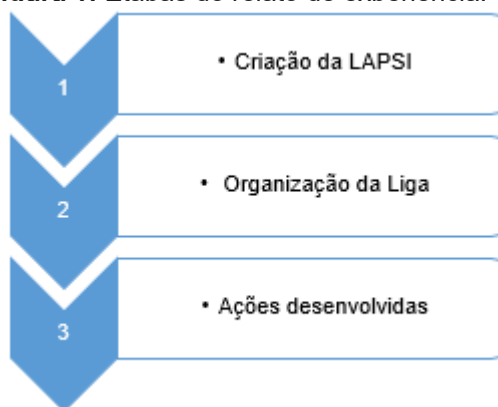 Etapas do relato de experiência.
1
• Criação da LAPSI
2
• Organização da Liga
3
• Ações desenvolvidas